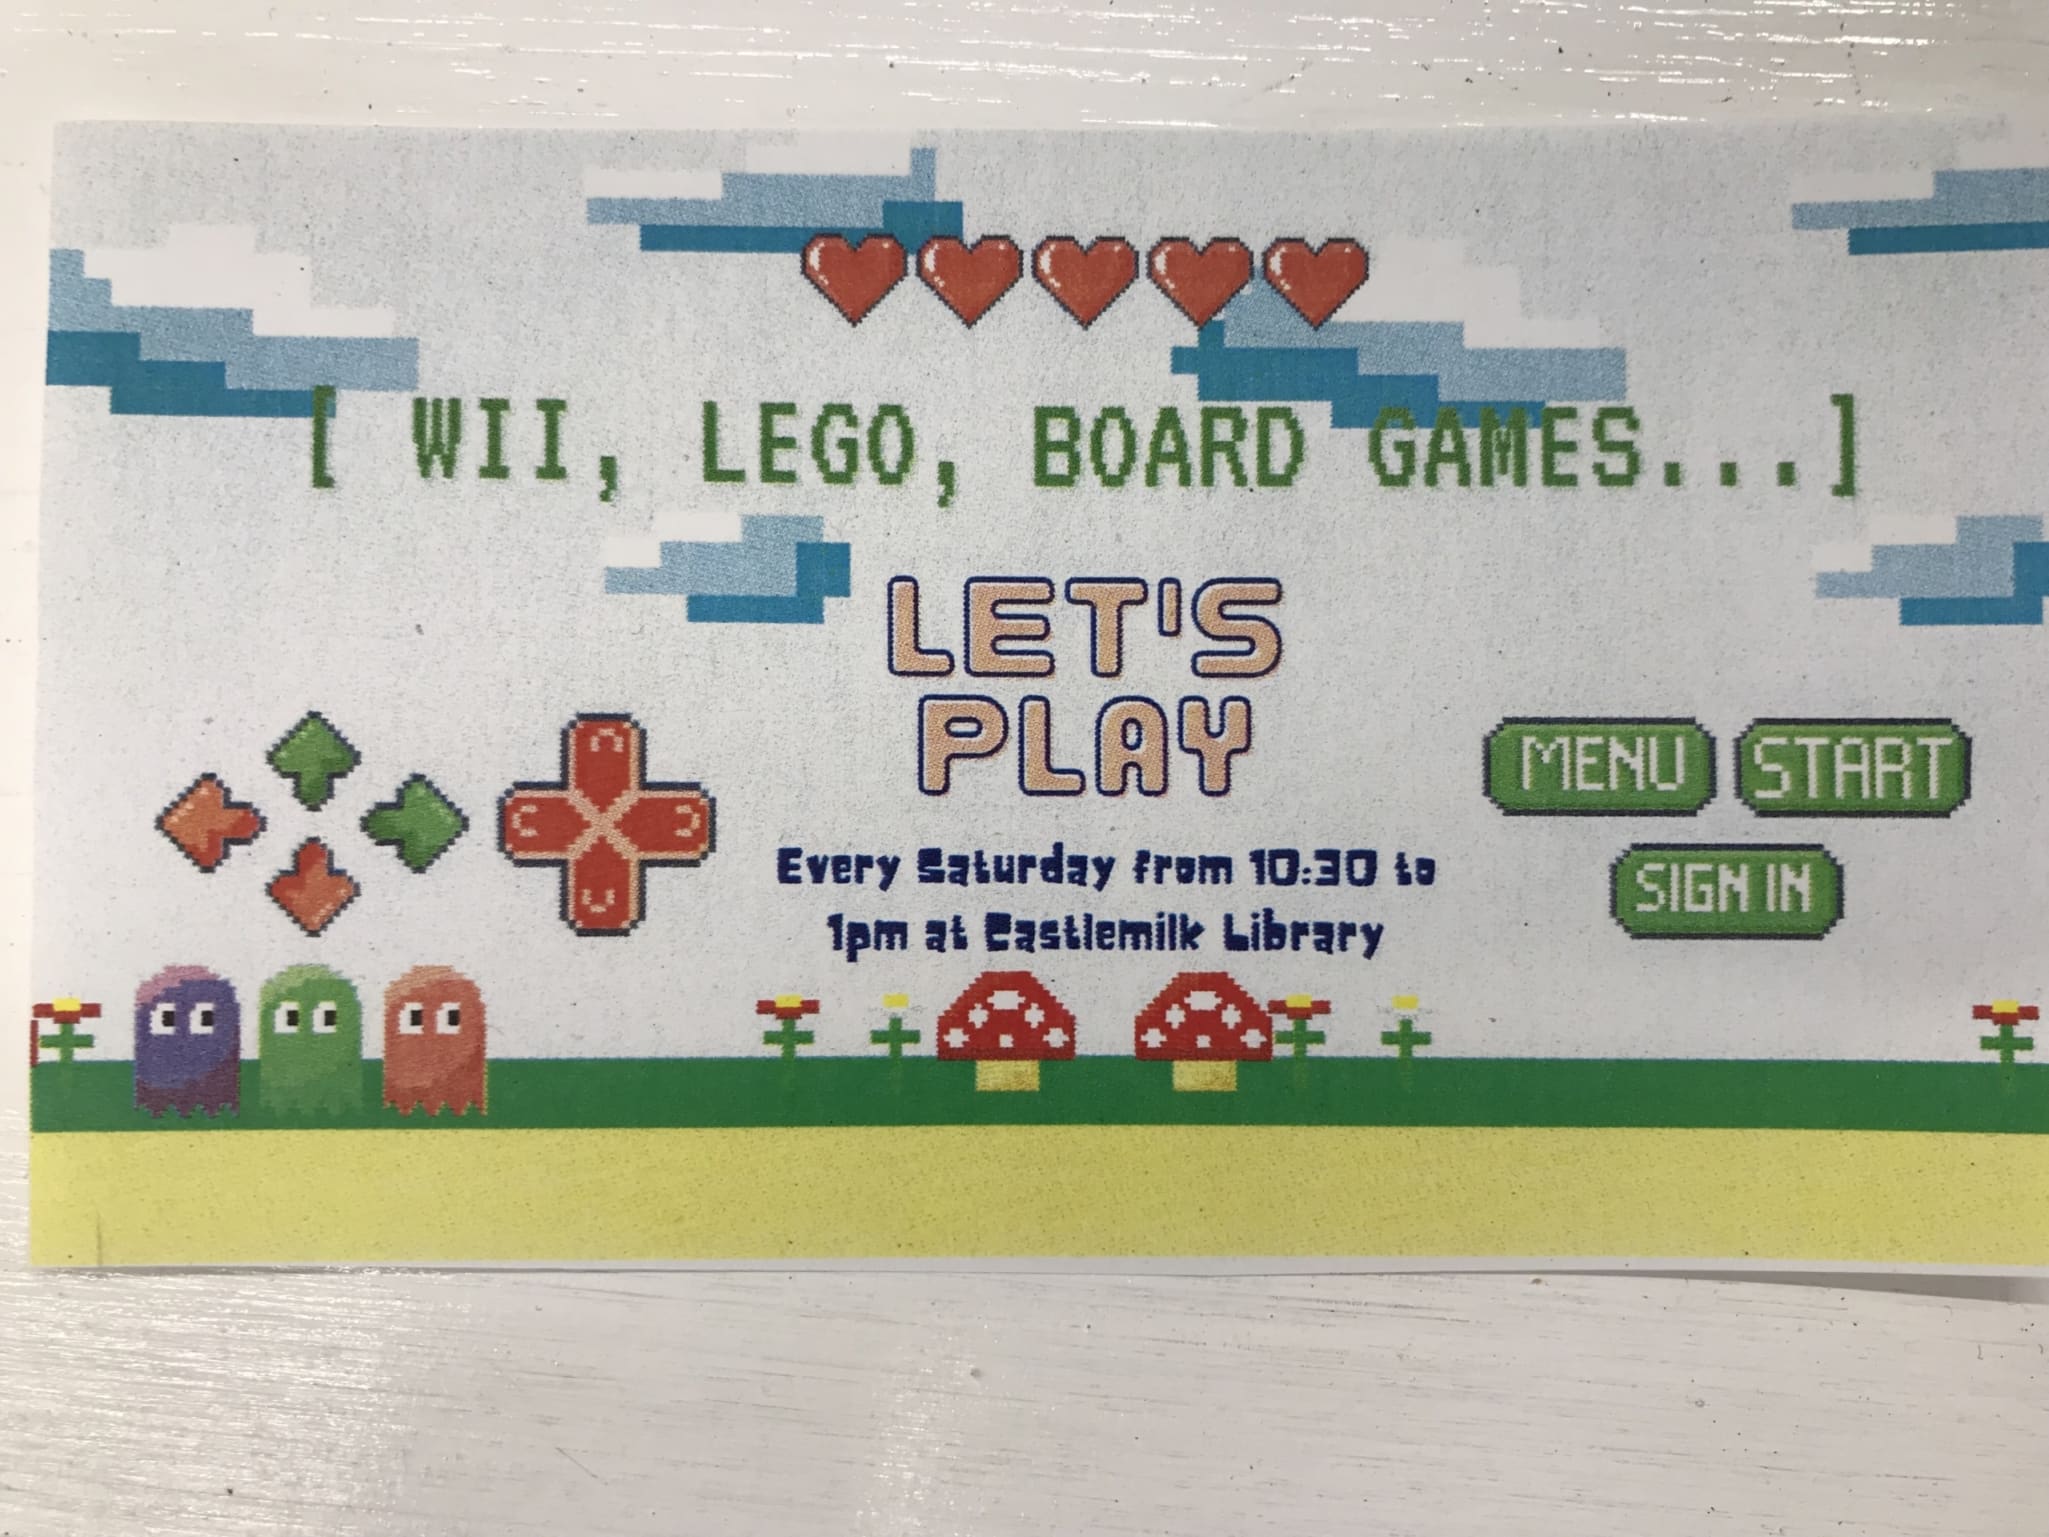 [ WII, LEGO, BOARD GAMES...]
LET'S
PLAY
Every Saturday from 10:30 to
1pm at Castlemilk Library
MENU START
SIGN IN